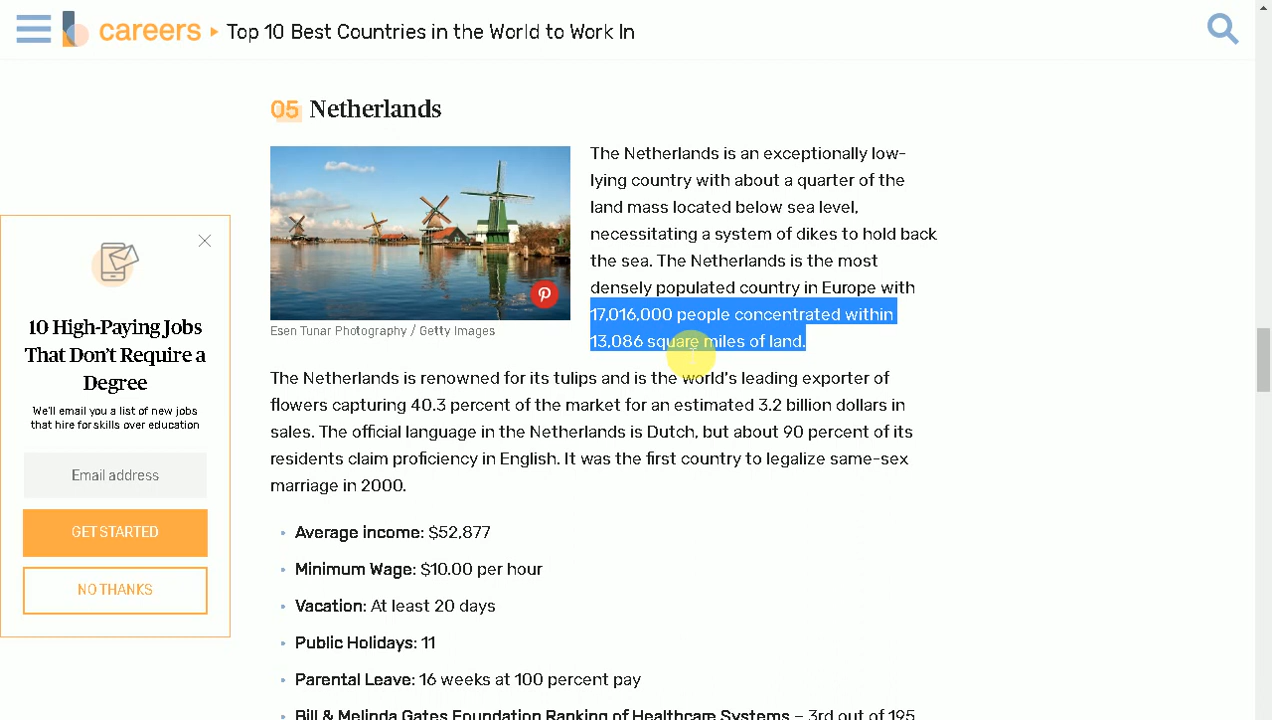 careers ▸ Top 10 Best Countries in the World to Work In
05 Netherlands
The Netherlands is an exceptionally low-
lying country with about a quarter of the
land mass located below sea level,
necessitating a system of dikes to hold back
the sea. The Netherlands is the most
densely populated country in Europe with
17,016,000 people concentrated within
13,086 square miles of land.
Esen Tunar Photography / Getty Images
The Netherlands is renowned for its tulips and is the world's leading exporter of
flowers capturing 40.3 percent of the market for an estimated 3.2 billion dollars in
sales. The official language in the Netherlands is Dutch, but about 90 percent of its
residents claim proficiency in English. It was the first country to legalize same-sex
marriage in 2000.
• Average income: $52,877
• Minimum Wage: $10.00 per hour
• Vacation: At least 20 days
• Public Holidays: 11
• Parental Leave: 16 weeks at 100 percent pay
• Bill & Melinda Gates Foundation Ranking of Healthcare Systems – 3rd out of 195
10 High-Paying Jobs
That Don't Require a
Degree
We'll email you a list of new jobs
that hire for skills over education
Email address
GET STARTED
NO THANKS